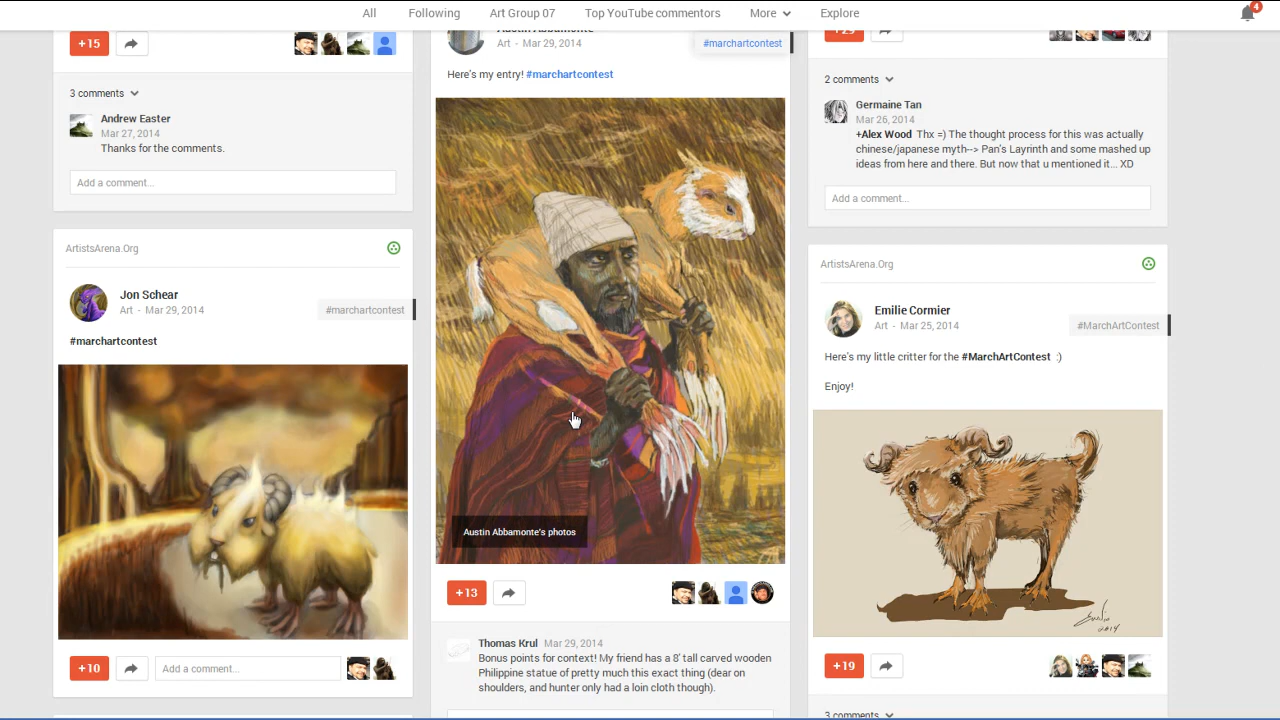 All Following Art Group 07 Top YouTube commentors More Explore
4
+15
3 comments
Andrew Easter
Mar 27, 2014
Thanks for the comments.
Add a comment...
ArtistsArena.Org
Jon Schear
Art - Mar 29, 2014
#marchartcontest
#marchartcontest
+10
Add a comment...
Austin Abbamonte
Art - Mar 29, 2014
#marchartcontest
Here's my entry! #marchartcontest
Austin Abbamonte's photos
+13
Thomas Krul Mar 29, 2014
Bonus points for context! My friend has a 8' tall carved wooden
Philippine statue of pretty much this exact thing (dear on
shoulders, and hunter only had a loin cloth though).
+29
2 comments
Germaine Tan
Mar 26, 2014
+Alex Wood Thx =) The thought process for this was actually
chinese/japanese myth--> Pan's Layrinth and some mashed up
ideas from here and there. But now that u mentioned it... XD
Add a comment...
ArtistsArena.Org
Emilie Cormier
Art - Mar 25, 2014
#MarchArtContest
Here's my little critter for the #MarchArtContest :)
Enjoy!
2014
+19
3 comments